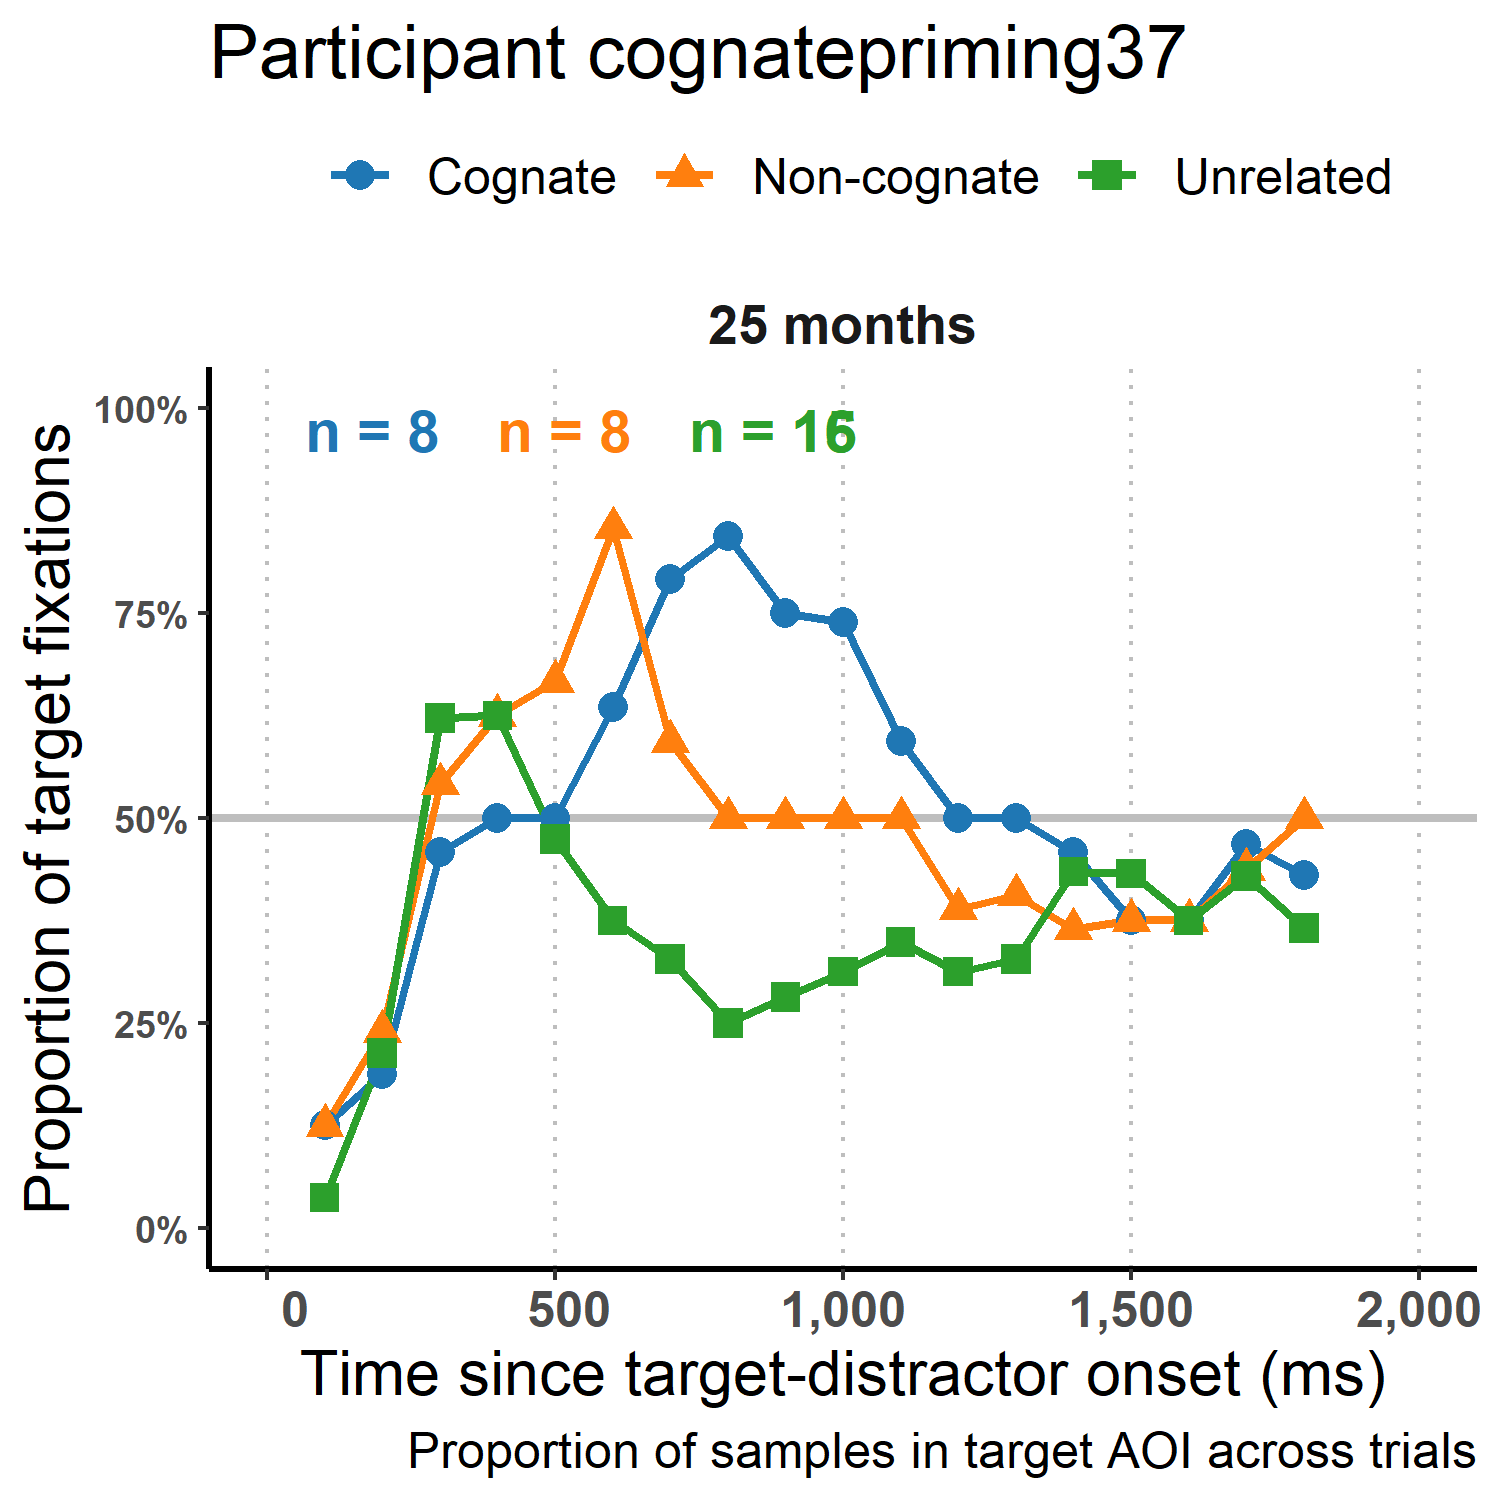 Participant cognatepriming37
Cognate Non-cognate Unrelated
25 months
100%
75%
50%
25%
0%
n = 8 n = 8 n =
Proportion of target fixations
0 500 1,000 1,500 2,000
Time since target-distractor onset (ms)
Proportion of samples in target AOI across trials